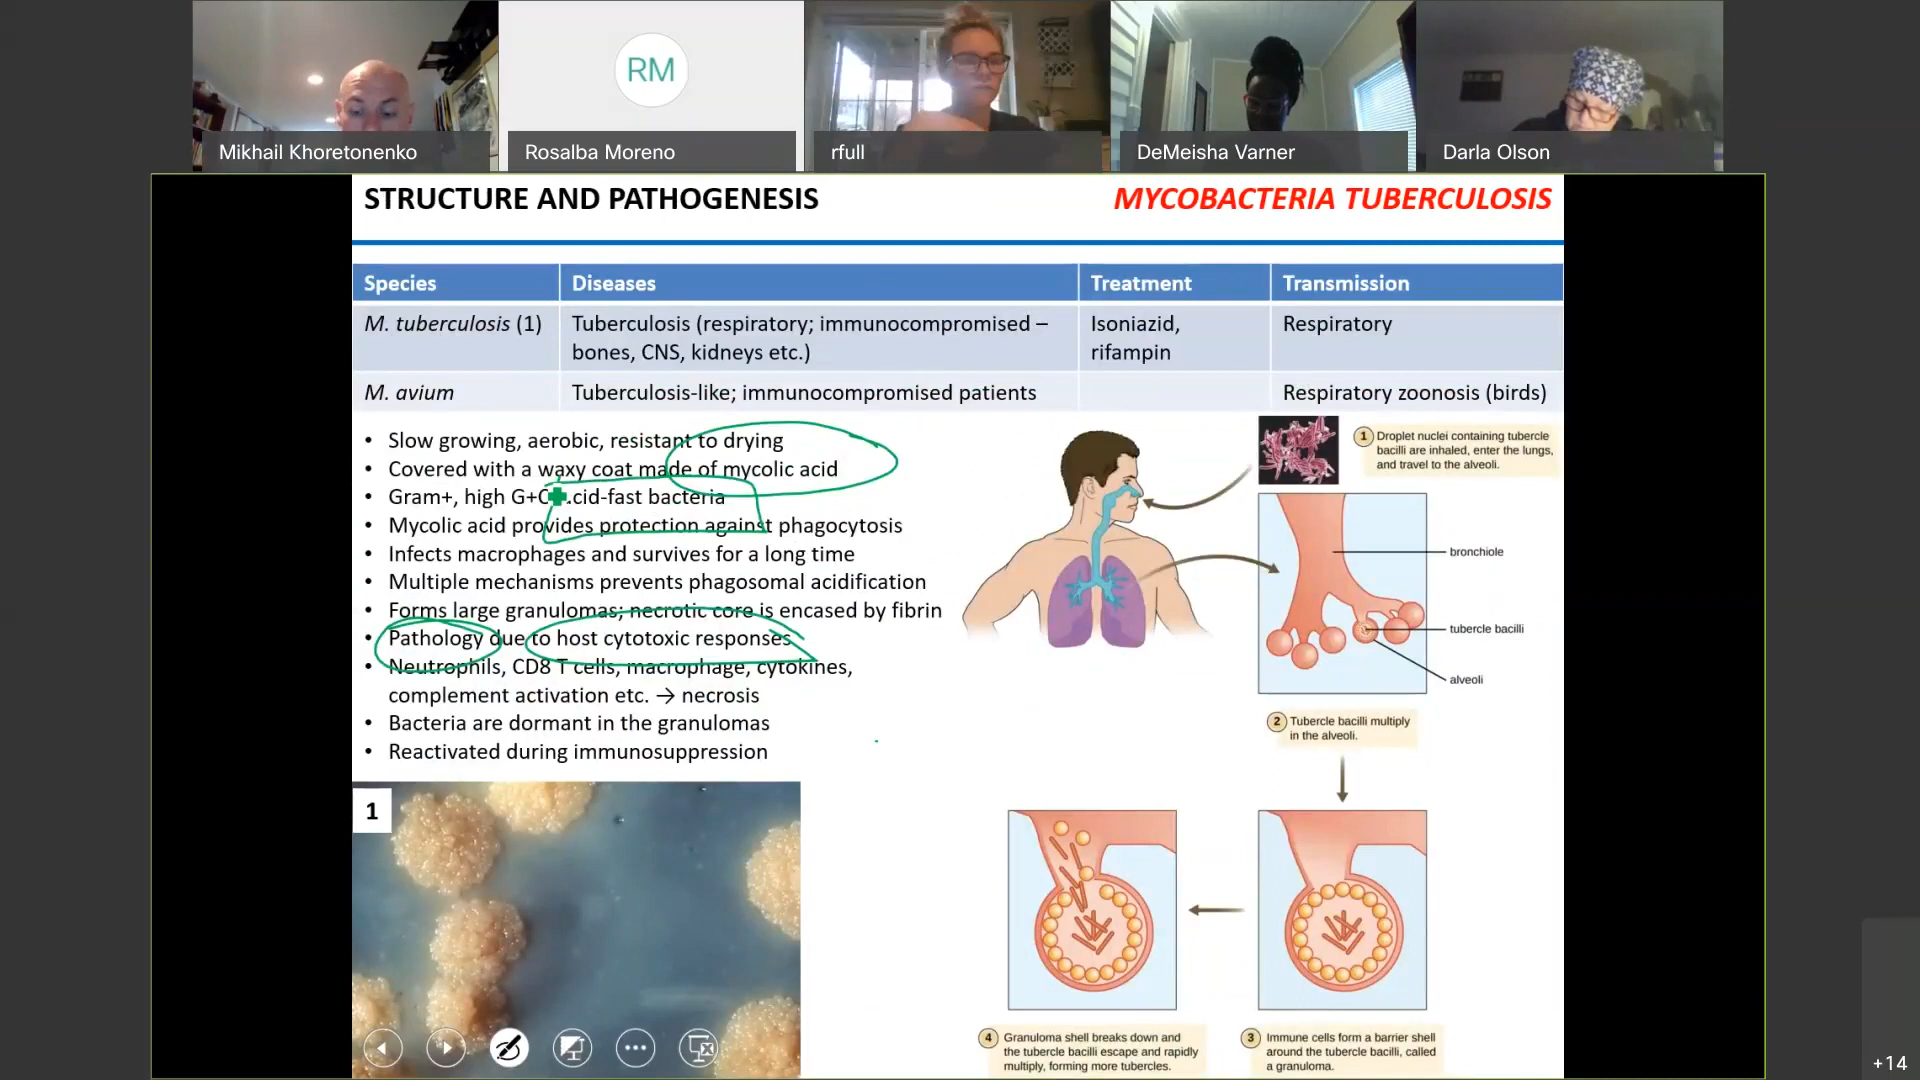 RM
Mikhail Khoretonenko
Rosalba Moreno
rfull
DeMeisha Varner
Darla Olson
STRUCTURE AND PATHOGENESIS
MYCOBACTERIA TUBERCULOSIS
Species Diseases Treatment Transmission
M. tuberculosis (1) Tuberculosis (respiratory; immunocompromised – bones, CNS, kidneys etc.) Isoniazid, rifampin Respiratory
M. avium Tuberculosis-like; immunocompromised patients Respiratory zoonosis (birds)
• Slow growing, aerobic, resistant to drying
• Covered with a waxy coat made of mycolic acid
• Gram+, high G+C cid-fast bacteria
• Mycolic acid provides protection against phagocytosis
• Infects macrophages and survives for a long time
• Multiple mechanisms prevents phagosomal acidification
• Forms large granulomas; necrotic core is encased by fibrin
• Pathology due to host cytotoxic responses
• Neutrophils, CD8 T cells, macrophage, cytokines,
complement activation etc. → necrosis
• Bacteria are dormant in the granulomas
• Reactivated during immunosuppression
1
1 Droplet nuclei containing tubercle
bacilli are inhaled, enter the lungs,
and travel to the alveoli.
bronchiole
tubercle bacilli
alveoli
2 Tubercle bacilli multiply
in the alveoli.
3 Immune cells form a barrier shell
around the tubercle bacilli, called
a granuloma.
4 Granuloma shell breaks down and
the tubercle bacilli escape and rapidly
multiply, forming more tubercles.
+14